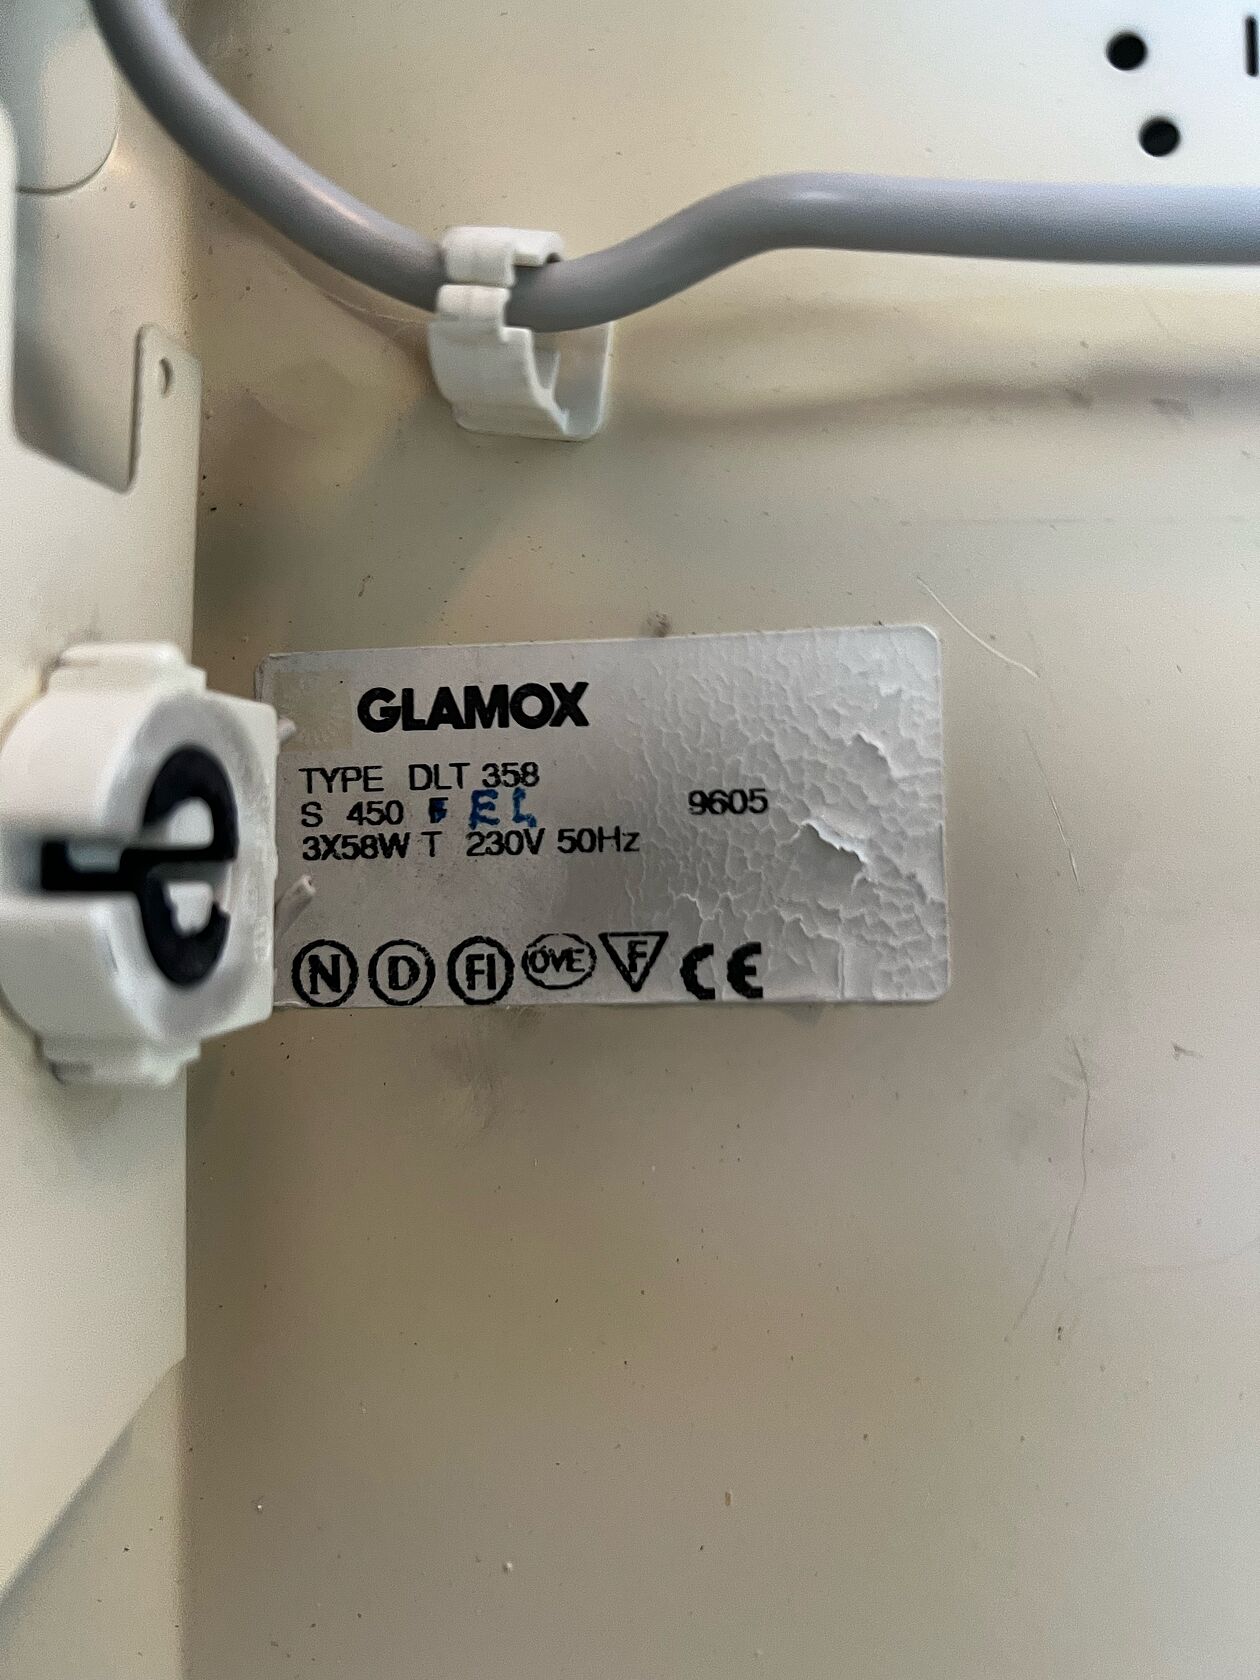 GLAMOX
TYPE DLT 358
S 450 F EL
9605
3X58W T 230V 50Hz
N D FI ÖVE F CE